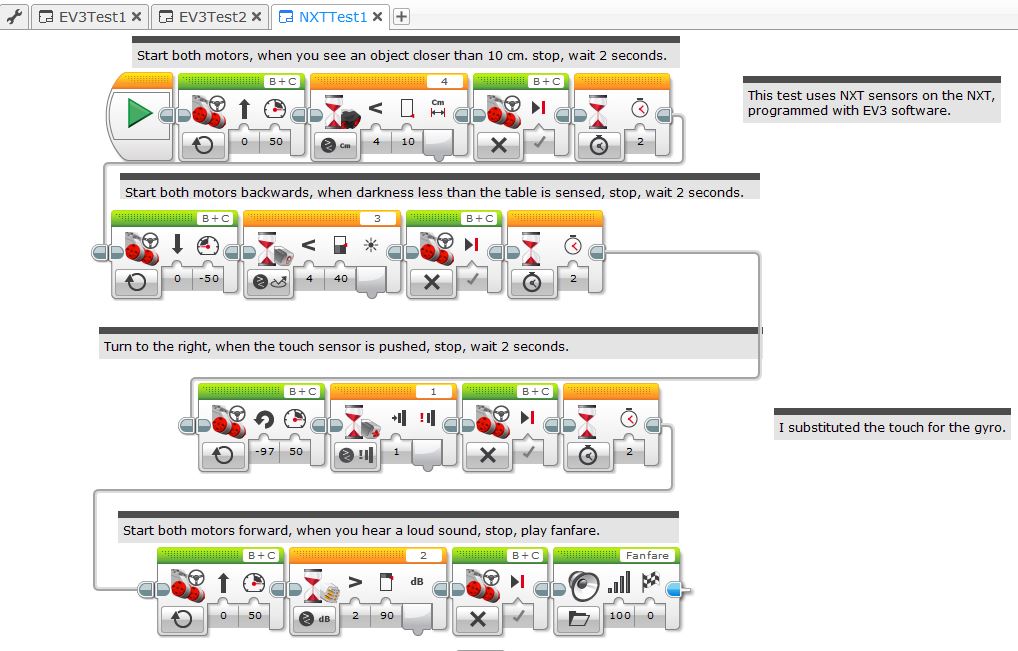 EV3Test1 EV3Test2 NXTTest1
Start both motors, when you see an object closer than 10 cm. stop, wait 2 seconds.
B+C 4 B+C
Cm
0 50 Cm 4 10 2
This test uses NXT sensors on the NXT,
programmed with EV3 software.
Start both motors backwards, when darkness less than the table is sensed, stop, wait 2 seconds.
B+C 3 B+C
0 -50 4 40 2
Turn to the right, when the touch sensor is pushed, stop, wait 2 seconds.
B+C 1 B+C
-97 50 1 2
I substituted the touch for the gyro.
Start both motors forward, when you hear a loud sound, stop, play fanfare.
B+C 2 B+C Fanfare
dB
0 50 dB 2 90 100 0